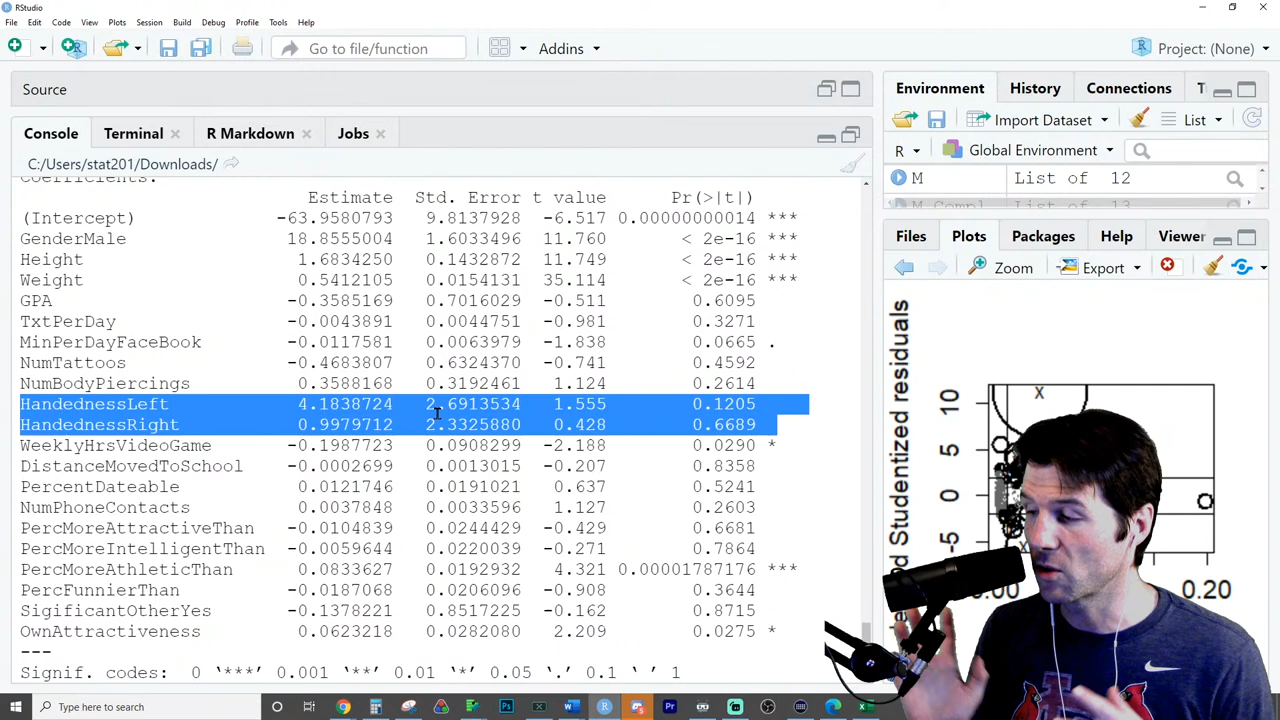 RStudio
File Edit Code View Plots Session Build Debug Profile Tools Help
Go to file/function Addins Project: (None)
Source
Console Terminal R Markdown Jobs
C:/Users/stat201/Downloads/
Coefficients:
Estimate Std. Error t value Pr(>|t|)
(Intercept) -63.9580793 9.8137928 -6.517 0.00000000014 ***
GenderMale 18.8555004 1.6033496 11.760 < 2e-16 ***
Height 1.6834250 0.1432872 11.749 < 2e-16 ***
Weight 0.5412105 0.0154131 35.114 < 2e-16 ***
GPA -0.3585169 0.7016029 -0.511 0.6095
TxtPerDay -0.0043891 0.0044751 -0.981 0.3271
MinPerDayFaceBook -0.0117581 0.0063979 -1.838 0.0665 .
NumTattoos -0.4683807 0.6324370 -0.741 0.4592
NumBodyPiercings 0.3588168 0.3192461 1.124 0.2614
HandednessLeft 4.1838724 2.6913534 1.555 0.1205
HandednessRight 0.9979712 2.3325880 0.428 0.6689
WeeklyHrsVideoGame -0.1987723 0.0908299 -2.188 0.0290 *
DistanceMovedToSchool -0.0002699 0.0013015 -0.207 0.8358
PercentDateable 0.0121746 0.0191021 0.637 0.5241
NumPhoneContacts 0.0037848 0.0033596 1.127 0.2603
PercMoreAttractiveThan -0.0104839 0.0244429 -0.429 0.6681
PercMoreIntelligentThan -0.0059644 0.0220039 -0.271 0.7864
PercMoreAthleticThan 0.0833627 0.0192932 4.321 0.00001787176 ***
PercFunnierThan -0.0187068 0.0206096 -0.908 0.3644
SigificantOtherYes -0.1378221 0.8517225 -0.162 0.8715
OwnAttractiveness 0.0623218 0.0282080 2.209 0.0275 *
---
Signif. codes: 0 ‘***’ 0.001 ‘**’ 0.01 ‘*’ 0.05 ‘.’ 0.1 ‘ ’ 1
Environment History Connections
Import Dataset List
R Global Environment
M List of 12
M Compl List of 13
Files Plots Packages Help Viewer
Zoom Export
Studentized residuals
10
5
0
-5
0.00 0.20
x
x
Type here to search